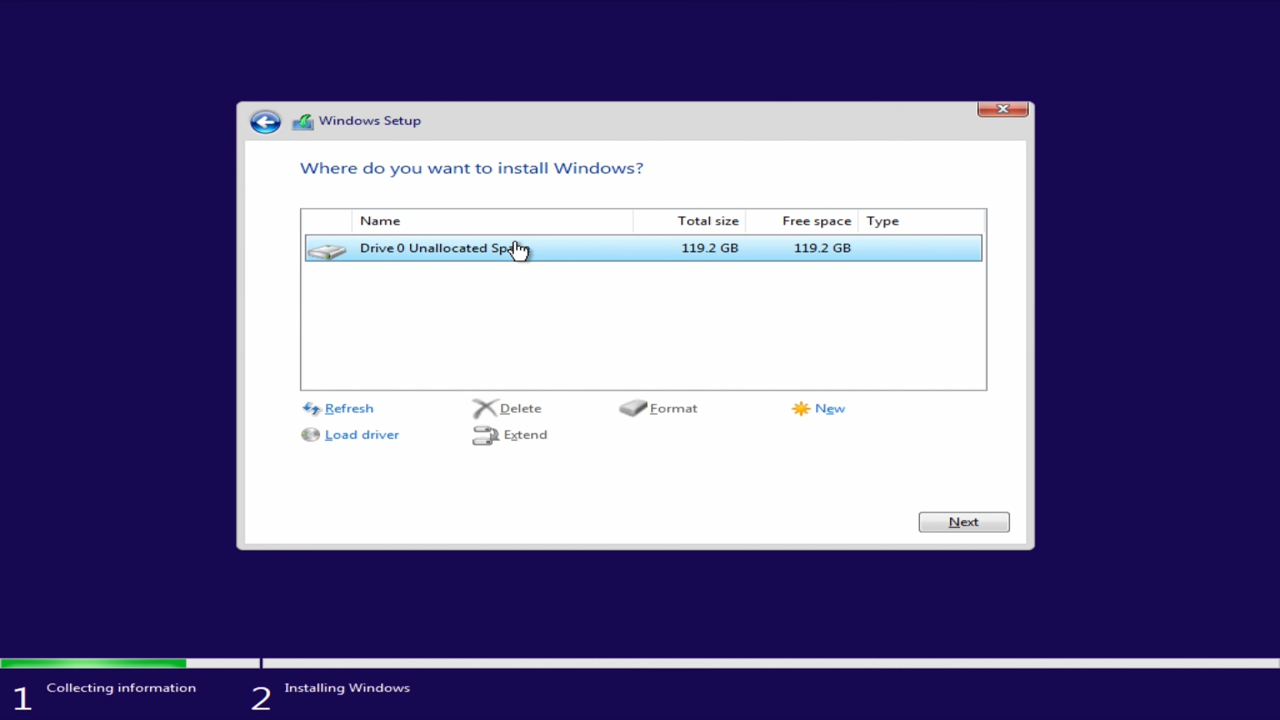 Windows Setup
Where do you want to install Windows?
Name Total size Free space Type
Drive 0 Unallocated 119.2 GB 119.2 GB
Refresh Delete Format New
Load driver Extend
Next
1 Collecting information 2 Installing Windows